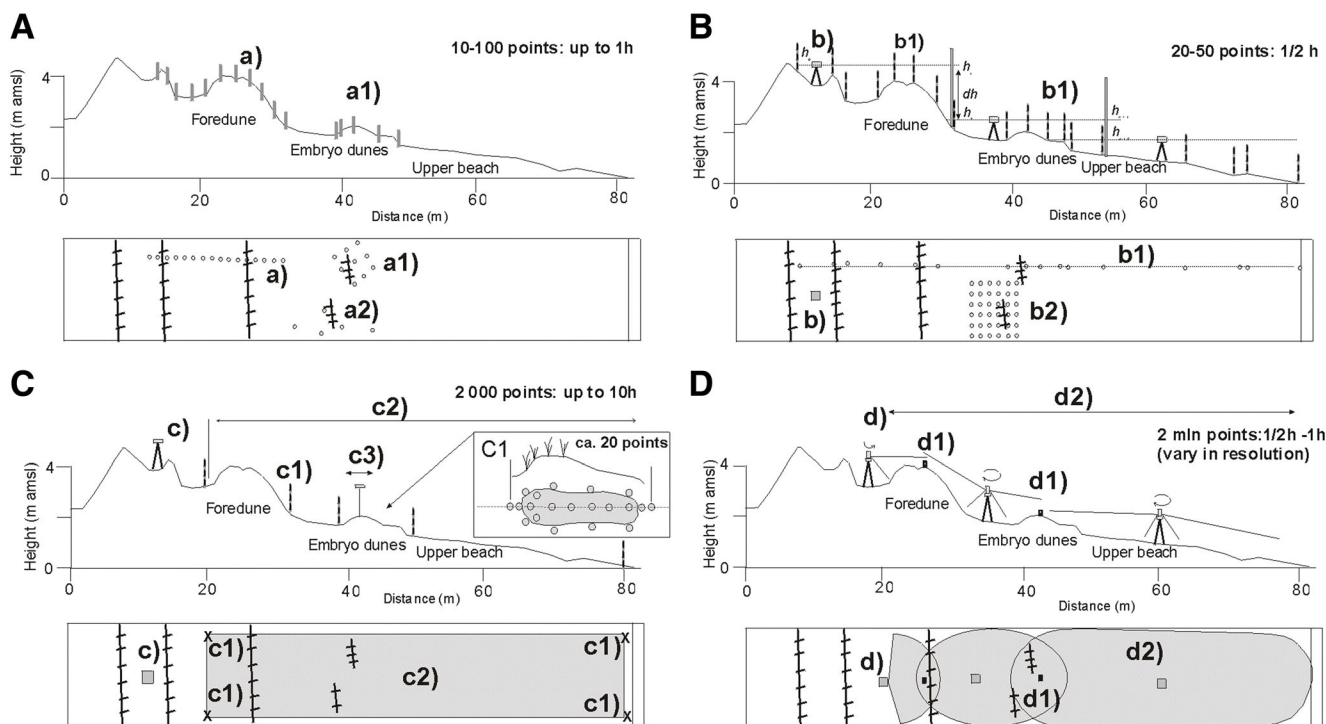 A
10-100 points: up to 1h
a)
a1)
Height (m amsl)
4
2
0
Foredune
Embryo dunes
Upper beach
0
20
40
60
80
Distance (m)
a)
a1)
a2)
B
20-50 points: 1/2 h
b)
b1)
dh
b1)
Height (m amsl)
4
2
0
Foredune
Embryo dunes
Upper beach
0
20
40
60
80
Distance (m)
b1)
b)
b2)
C
2 000 points: up to 10h
c2)
c)
c1)
c3)
C1
ca. 20 points
Height (m amsl)
4
2
0
Foredune
Embryo dunes
Upper beach
0
20
40
60
80
Distance (m)
x
c1)
c1)
x
c)
c2)
c1)
x
c1)
x
D
d2)
d)
d1)
2 mln points:1/2h -1h
(vary in resolution)
d1)
Height (m amsl)
4
2
0
Foredune
Embryo dunes
Upper beach
0
20
40
60
80
Distance (m)
d)
d2)
d1)